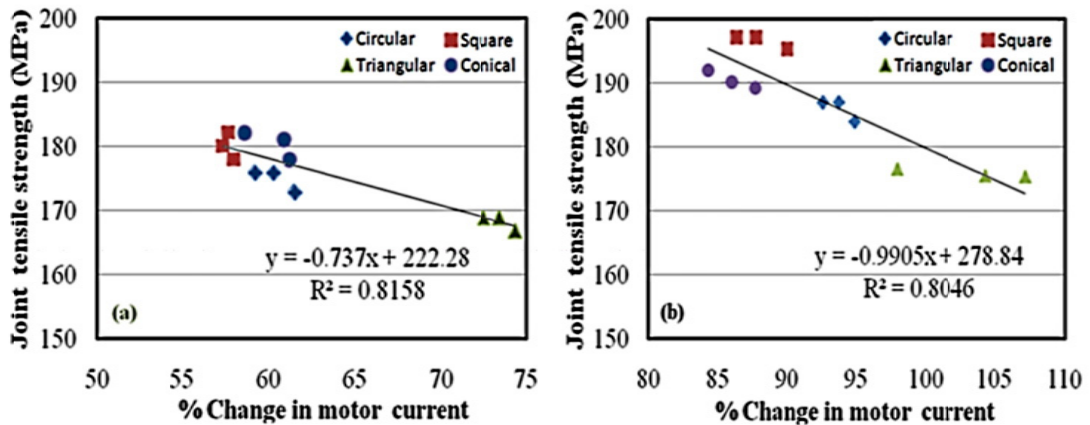 200
190
180
170
160
150
Joint tensile strength (MPa)
Circular Square
Triangular Conical
y = -0.737x + 222.28
R² = 0.8158
(a)
50 55 60 65 70 75
% Change in motor current
200
190
180
170
160
150
Joint tensile strength (MPa)
Circular Square
Triangular Conical
y = -0.9905x + 278.84
R² = 0.8046
(b)
80 85 90 95 100 105 110
% Change in motor current